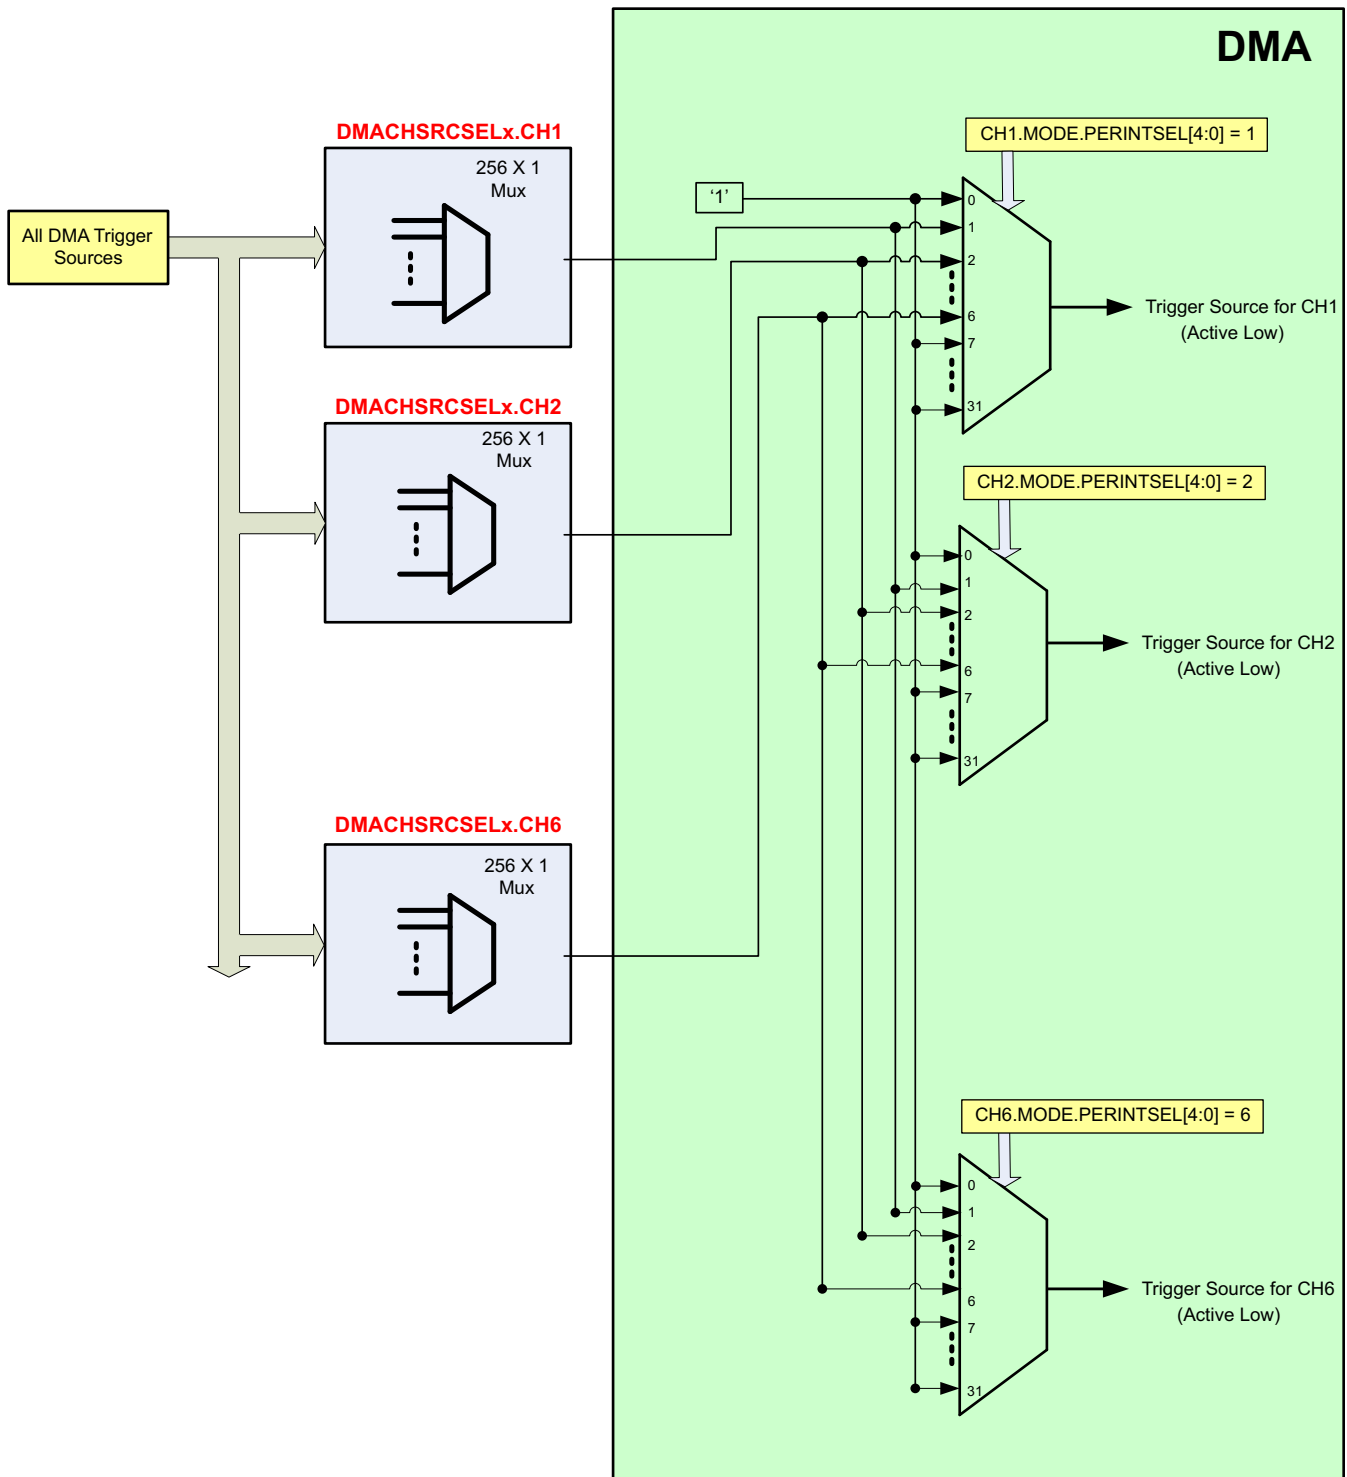 DMA
DMACHSRCSELx.CH1
256 X 1
Mux
All DMA Trigger
Sources
'1'
CH1.MODE.PERINTSEL[4:0] = 1
0
1
2
6
7
31
Trigger Source for CH1
(Active Low)
DMACHSRCSELx.CH2
256 X 1
Mux
CH2.MODE.PERINTSEL[4:0] = 2
0
1
2
6
7
31
Trigger Source for CH2
(Active Low)
DMACHSRCSELx.CH6
256 X 1
Mux
CH6.MODE.PERINTSEL[4:0] = 6
0
1
2
6
7
31
Trigger Source for CH6
(Active Low)